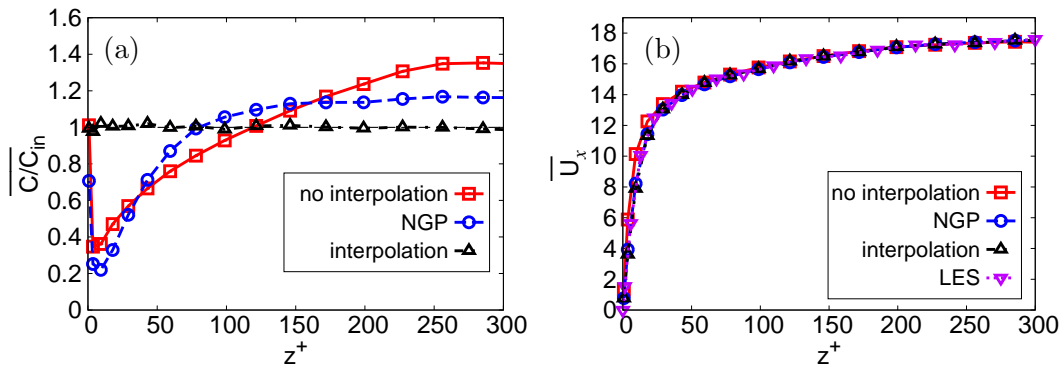 (a)
1.6
1.4
1.2
1
0.8
0.6
0.4
0.2
0
C/C_in
no interpolation
NGP
interpolation
0 50 100 150 200 250 300
z+
(b)
18
16
14
12
10
8
6
4
2
0
U_x
no interpolation
NGP
interpolation
LES
0 50 100 150 200 250 300
z+